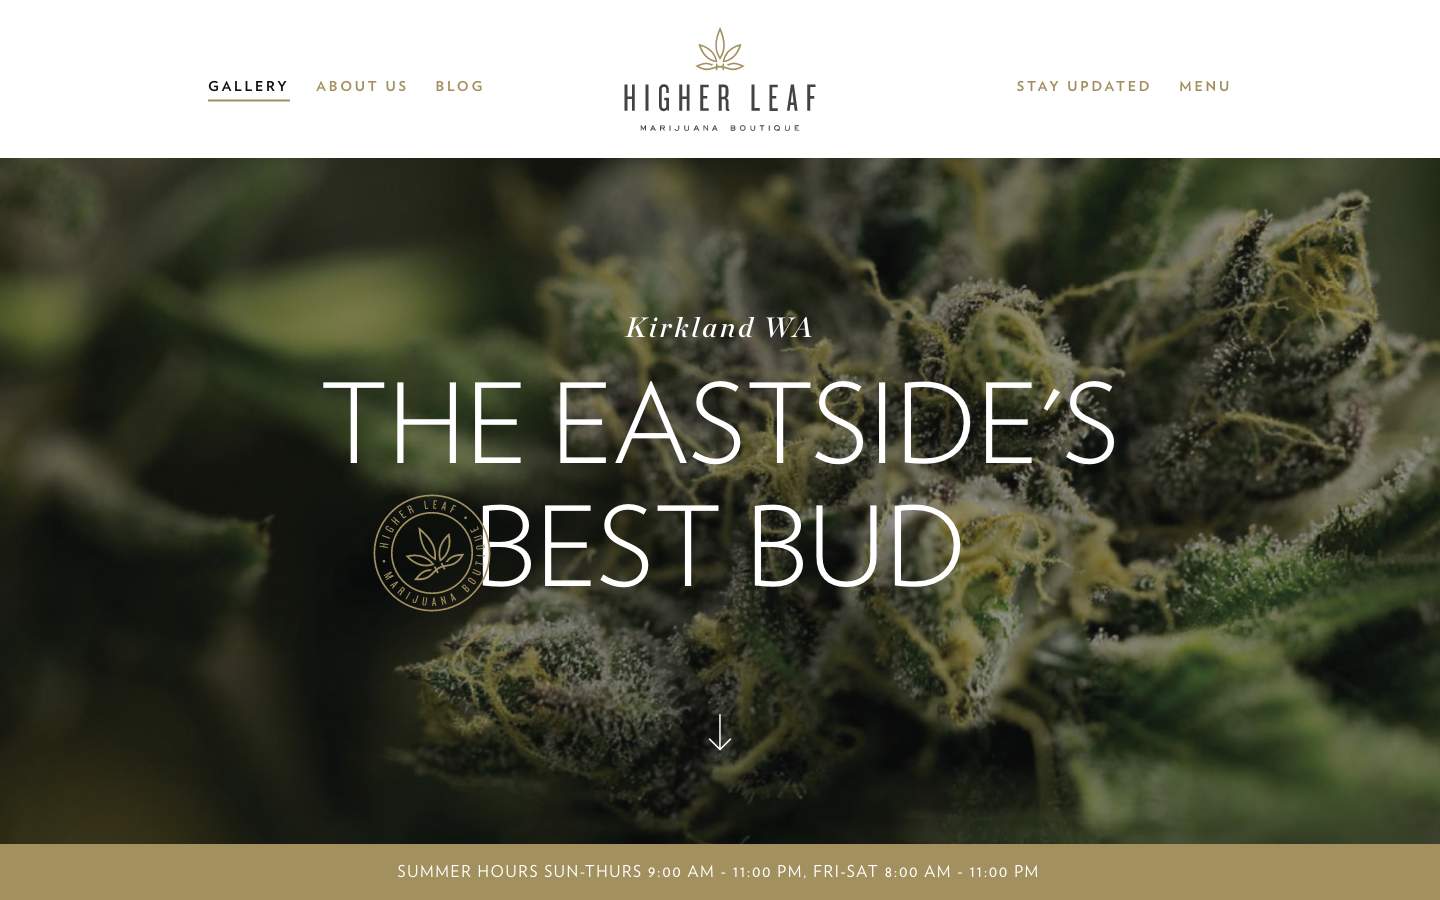 GALLERY
ABOUT US
BLOG
HIGHER LEAF
MARIJUANA BOUTIQUE
STAY UPDATED
MENU
Kirkland WA
THE EASTSIDE'S
BEST BUD
HIGHER LEAF • MARIJUANA BOUTIQUE •
SUMMER HOURS SUN-THURS 9:00 AM - 11:00 PM, FRI-SAT 8:00 AM - 11:00 PM